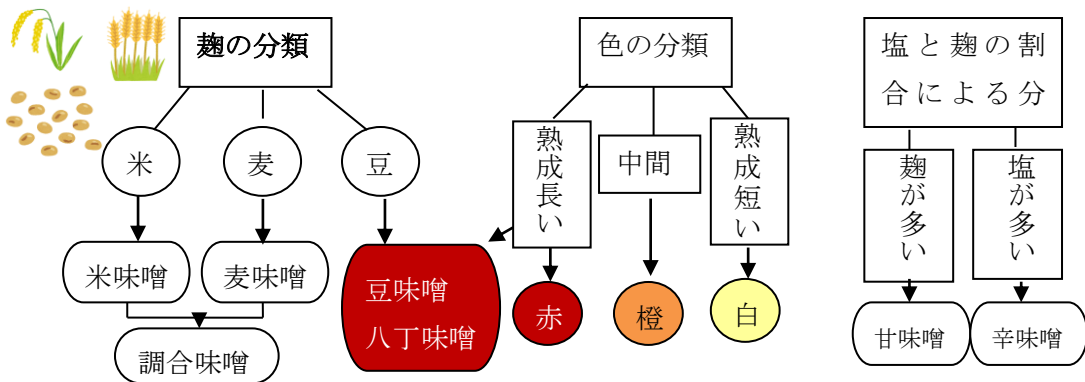 麹の分類
米
麦
豆
米味噌
麦味噌
調合味噌
豆味噌
八丁味噌
色の分類
熟成長い
中間
熟成短い
赤
橙
白
塩と麹の割
合による分
麹が多い
塩が多い
甘味噌
辛味噌